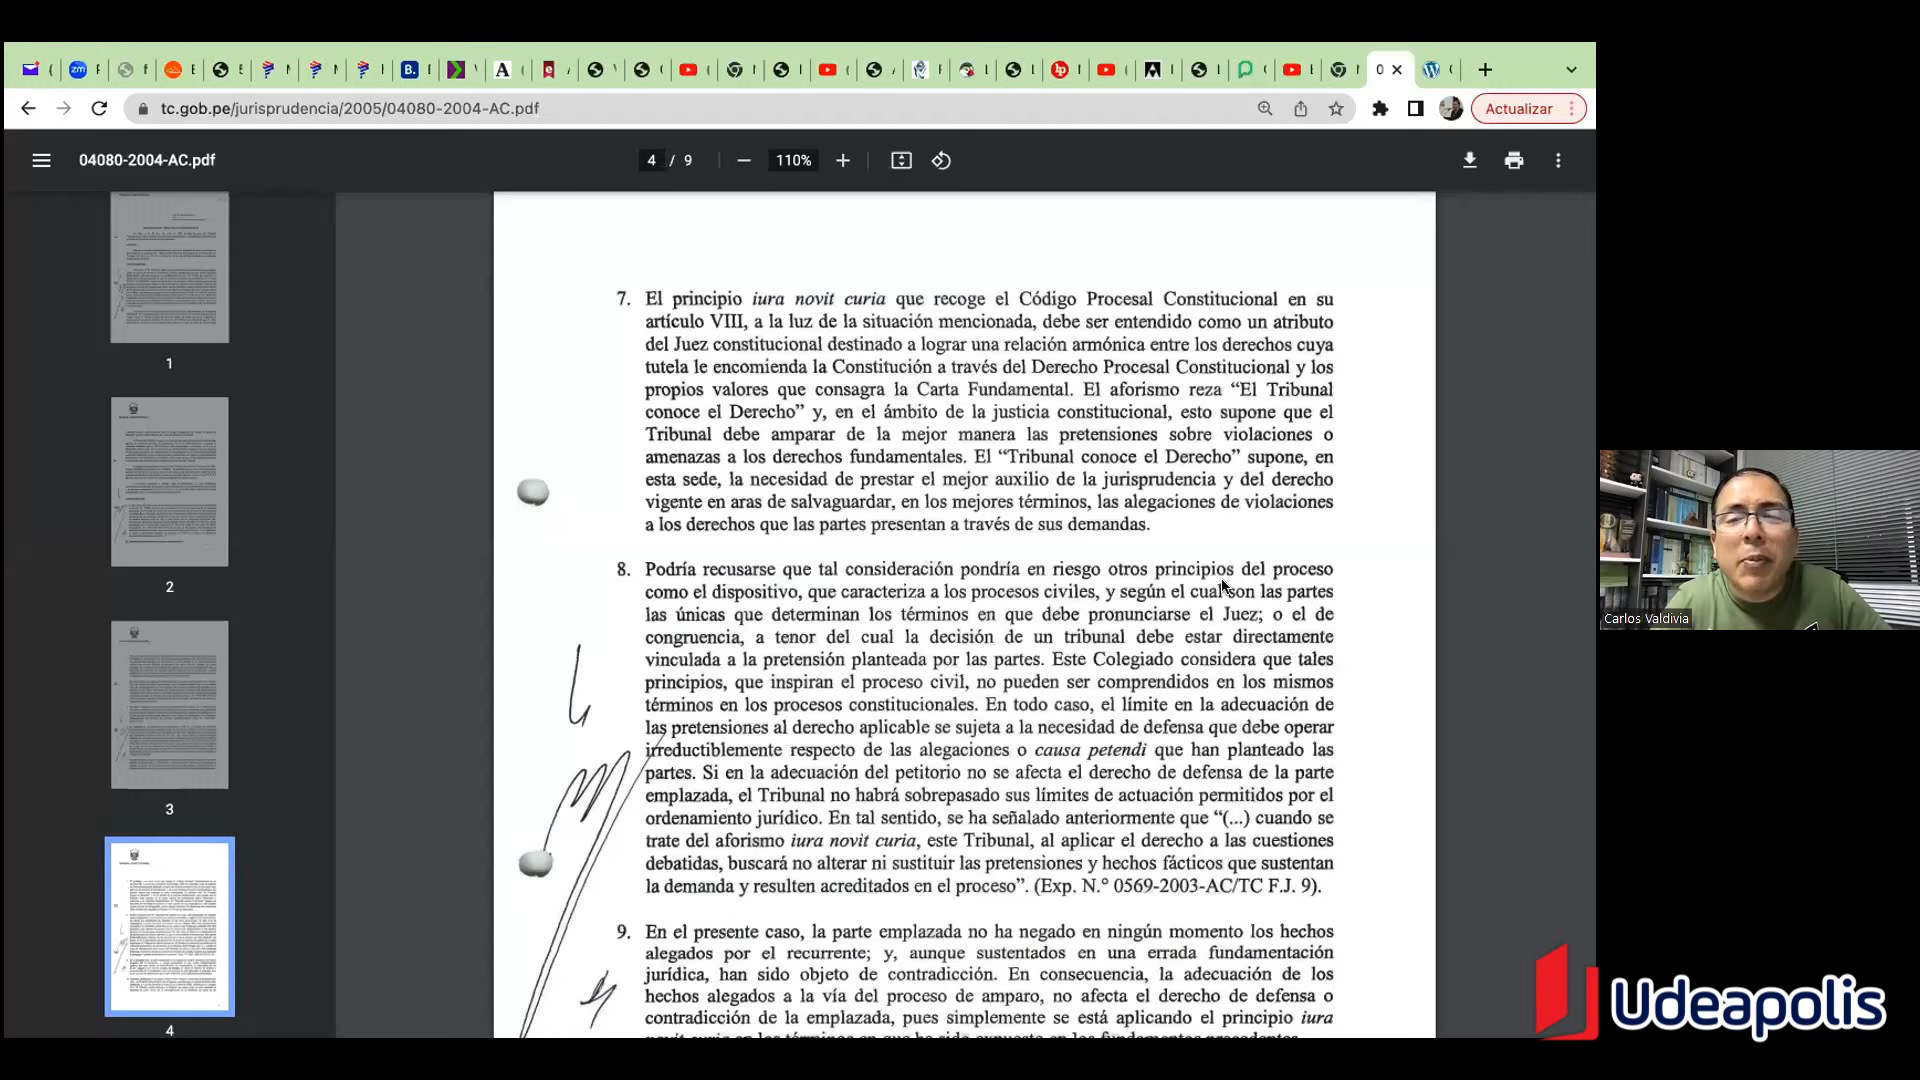 tc.gob.pe/jurisprudencia/2005/04080-2004-AC.pdf
Actualizar
04080-2004-AC.pdf
4 / 9
110%
1
2
3
4
7. El principio iura novit curia que recoge el Código Procesal Constitucional en su
artículo VIII, a la luz de la situación mencionada, debe ser entendido como un atributo
del Juez constitucional destinado a lograr una relación armónica entre los derechos cuya
tutela le encomienda la Constitución a través del Derecho Procesal Constitucional y los
propios valores que consagra la Carta Fundamental. El aforismo reza “El Tribunal
conoce el Derecho” y, en el ámbito de la justicia constitucional, esto supone que el
Tribunal debe amparar de la mejor manera las pretensiones sobre violaciones o
amenazas a los derechos fundamentales. El “Tribunal conoce el Derecho” supone, en
esta sede, la necesidad de prestar el mejor auxilio de la jurisprudencia y del derecho
vigente en aras de salvaguardar, en los mejores términos, las alegaciones de violaciones
a los derechos que las partes presentan a través de sus demandas.
8. Podría recusarse que tal consideración pondría en riesgo otros principios del proceso
como el dispositivo, que caracteriza a los procesos civiles, y según el cual son las partes
las únicas que determinan los términos en que debe pronunciarse el Juez; o el de
congruencia, a tenor del cual la decisión de un tribunal debe estar directamente
vinculada a la pretensión planteada por las partes. Este Colegiado considera que tales
principios, que inspiran el proceso civil, no pueden ser comprendidos en los mismos
términos en los procesos constitucionales. En todo caso, el límite en la adecuación de
las pretensiones al derecho aplicable se sujeta a la necesidad de defensa que debe operar
irreductiblemente respecto de las alegaciones o causa petendi que han planteado las
partes. Si en la adecuación del petitorio no se afecta el derecho de defensa de la parte
emplazada, el Tribunal no habrá sobrepasado sus límites de actuación permitidos por el
ordenamiento jurídico. En tal sentido, se ha señalado anteriormente que “(...) cuando se
trate del aforismo iura novit curia, este Tribunal, al aplicar el derecho a las cuestiones
debatidas, buscará no alterar ni sustituir las pretensiones y hechos fácticos que sustentan
la demanda y resulten acreditados en el proceso”. (Exp. N.° 0569-2003-AC/TC F.J. 9).
9. En el presente caso, la parte emplazada no ha negado en ningún momento los hechos
alegados por el recurrente; y, aunque sustentados en una errada fundamentación
jurídica, han sido objeto de contradicción. En consecuencia, la adecuación de los
hechos alegados a la vía del proceso de amparo, no afecta el derecho de defensa o
contradicción de la emplazada, pues simplemente se está aplicando el principio iura
Carlos Valdivia
Udeapolis